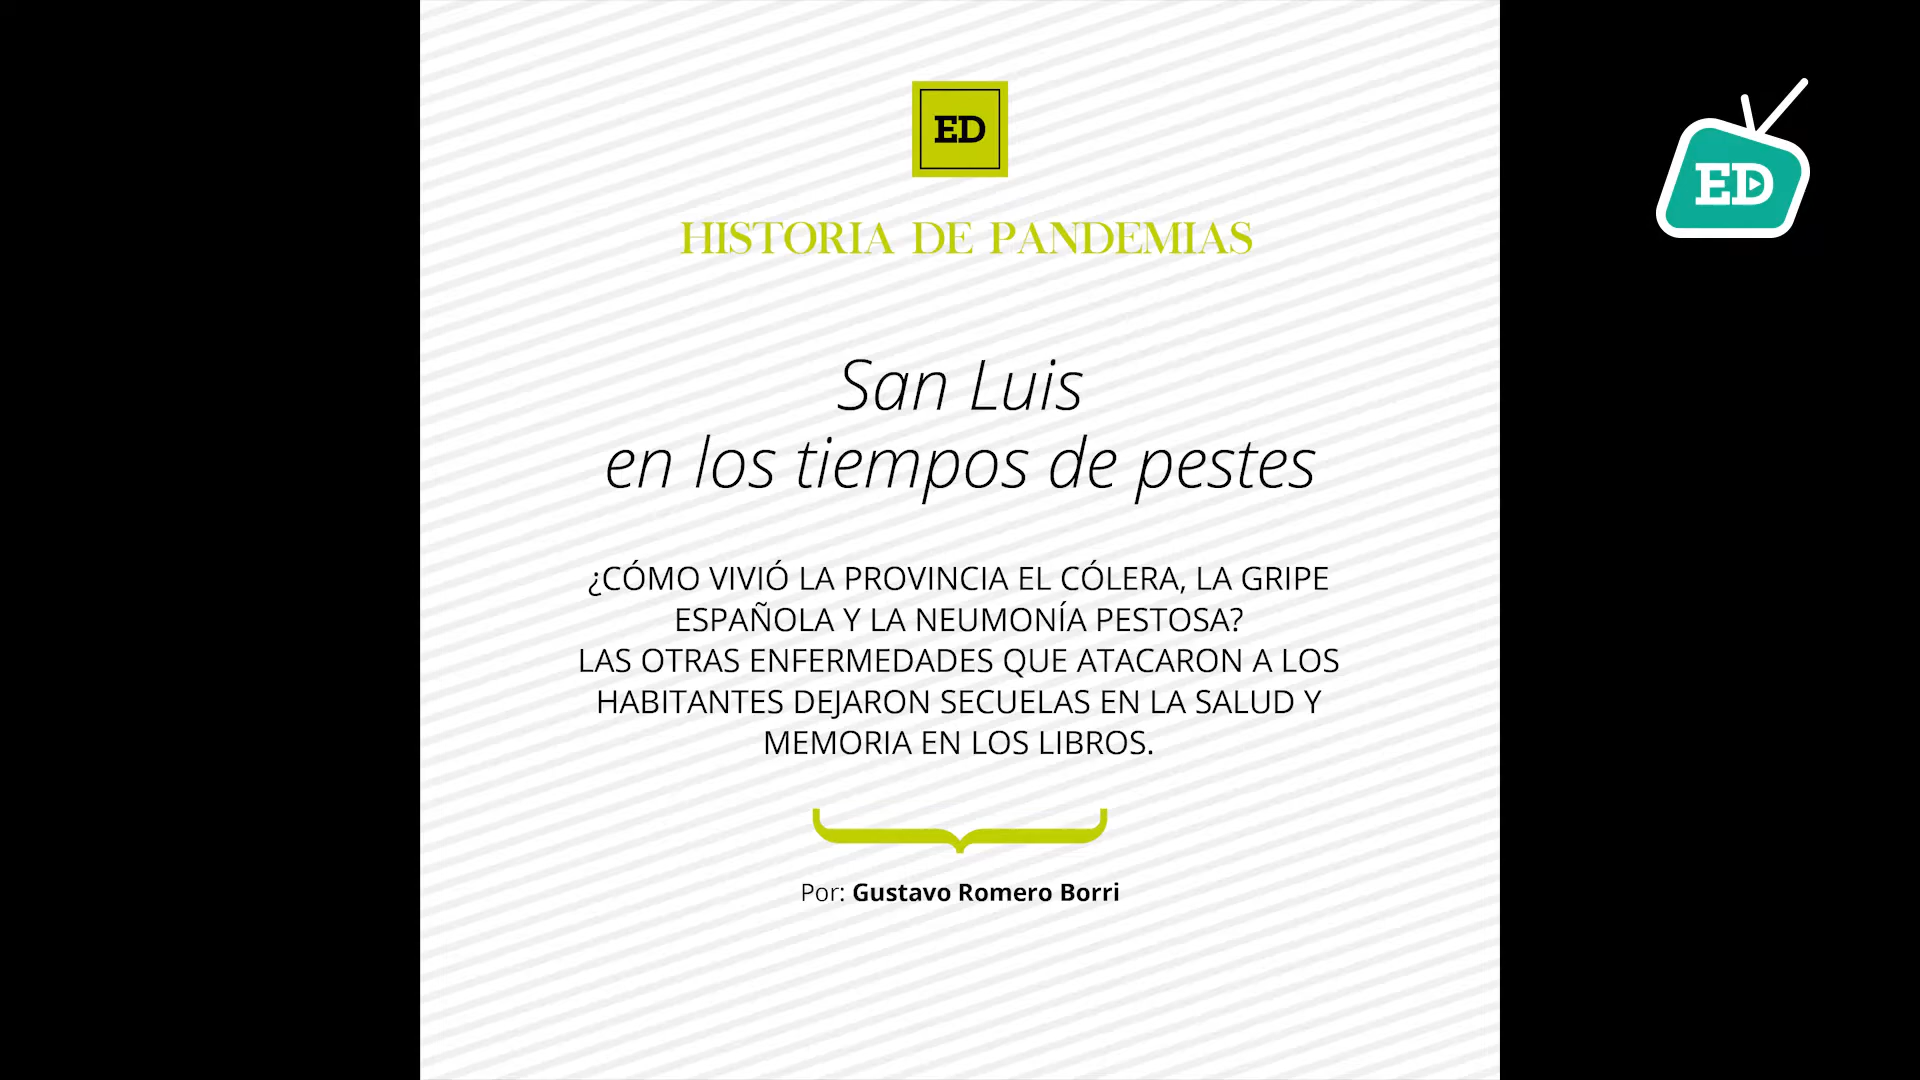 ED
ED
HISTORIA DE PANDEMIAS
San Luis
en los tiempos de pestes
¿CÓMO VIVIÓ LA PROVINCIA EL CÓLERA, LA GRIPE
ESPAÑOLA Y LA NEUMONÍA PESTOSA?
LAS OTRAS ENFERMEDADES QUE ATACARON A LOS
HABITANTES DEJARON SECUELAS EN LA SALUD Y
MEMORIA EN LOS LIBROS.
Por: Gustavo Romero Borri